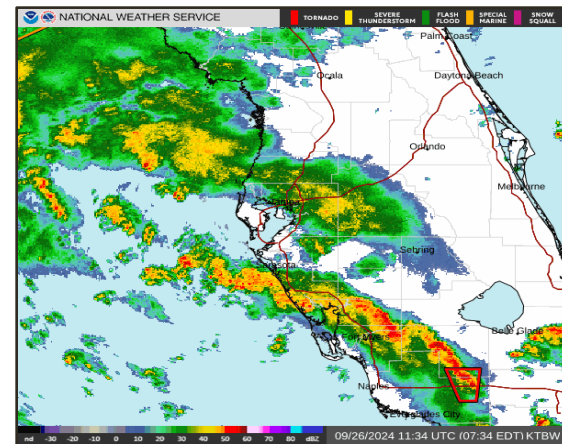 NATIONAL WEATHER SERVICE
TORNADO
SEVERE
THUNDERSTORM
FLASH
FLOOD
SPECIAL
MARINE
SNOW
SQUALL
Palm Coast
Ocala
Daytona Beach
Orlando
Melbourne
Sebring
Belle Glade
Fort Myers
Naples
Everglades City
nd -30 -20 -10 0 10 20 30 40 50 60 70 80 dBZ
09/26/2024 11:34 UTC (07:34 EDT) KTBW